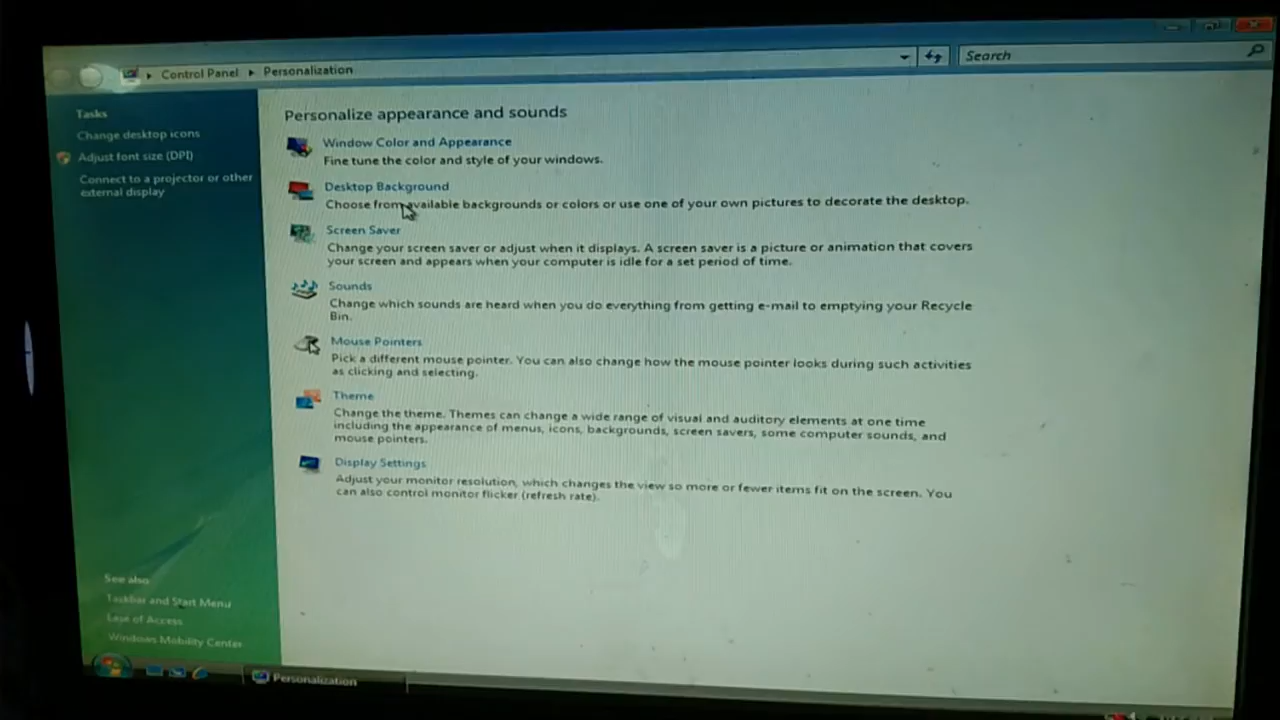 Control Panel Personalization
Search
Tasks
Change desktop icons
Adjust font size (DPI)
Connect to a projector or other
external display
Personalize appearance and sounds
Window Color and Appearance
Fine tune the color and style of your windows.
Desktop Background
Choose from available backgrounds or colors or use one of your own pictures to decorate the desktop.
Screen Saver
Change your screen saver or adjust when it displays. A screen saver is a picture or animation that covers
your screen and appears when your computer is idle for a set period of time.
Sounds
Change which sounds are heard when you do everything from getting e-mail to emptying your Recycle
Bin.
Mouse Pointers
Pick a different mouse pointer. You can also change how the mouse pointer looks during such activities
as clicking and selecting.
Theme
Change the theme. Themes can change a wide range of visual and auditory elements at one time
including the appearance of menus, icons, backgrounds, screen savers, some computer sounds, and
mouse pointers.
Display Settings
Adjust your monitor resolution, which changes the view so more or fewer items fit on the screen. You
can also control monitor flicker (refresh rate).
See also
Taskbar and Start Menu
Ease of Access
Windows Mobility Center
Personalization